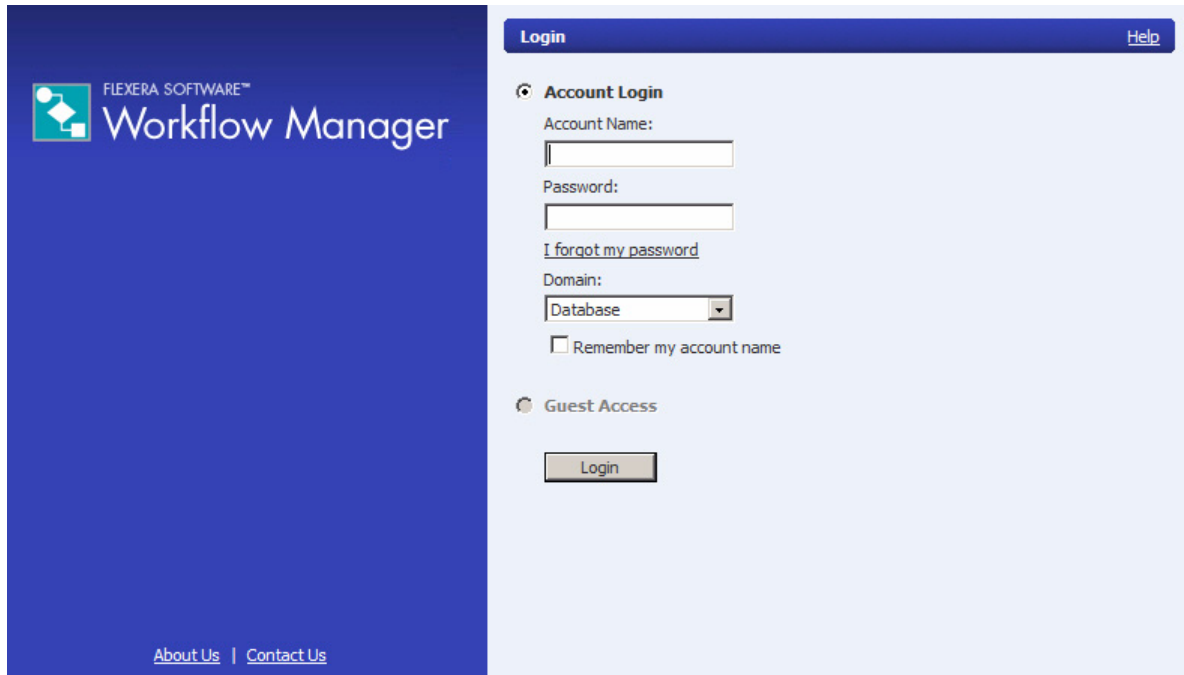 FLEXERA SOFTWARE™
Workflow Manager
Login Help
Account Login
Account Name:
Password:
I forgot my password
Domain:
Database
Remember my account name
Guest Access
Login
About Us | Contact Us